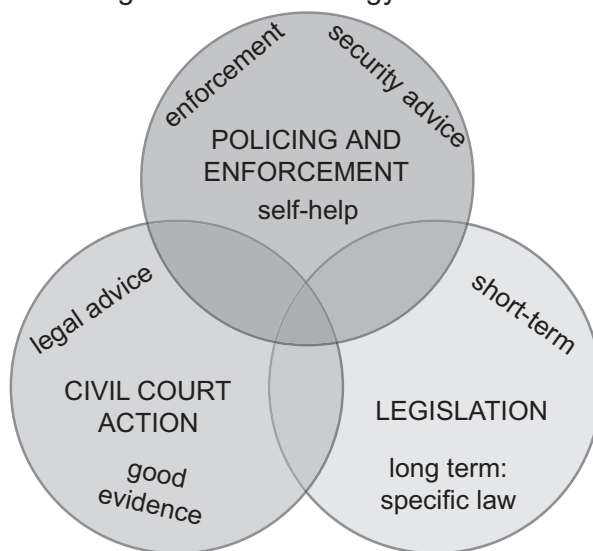 enforcement
security advice
POLICING AND
ENFORCEMENT
self-help
legal advice
CIVIL COURT
ACTION
good
evidence
short-term
LEGISLATION
long term:
specific law